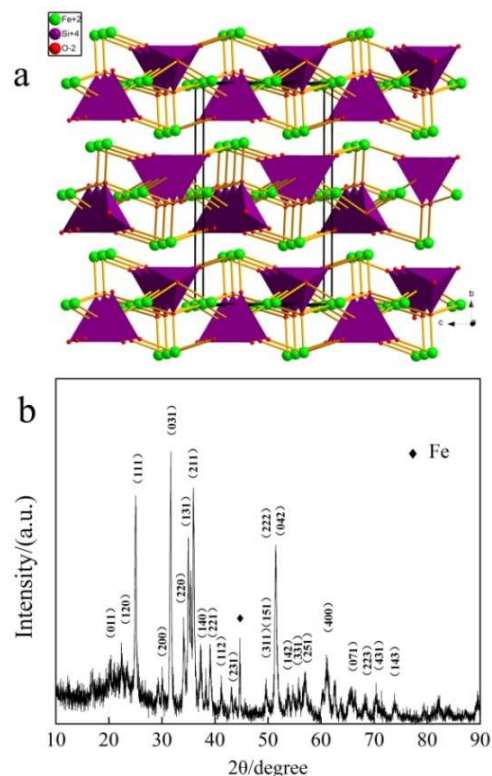 Fe+2
Si+4
O-2
a
b
c
b
Fe
(011)
(120)
(111)
(200)
(031)
(220)
(131)
(211)
(140)
(221)
(112)
(231)
(311)
(151)
(222)
(042)
(142)
(331)
(251)
(400)
(071)
(223)
(431)
(143)
Intensity/(a.u.)
10 20 30 40 50 60 70 80 90
2θ/degree